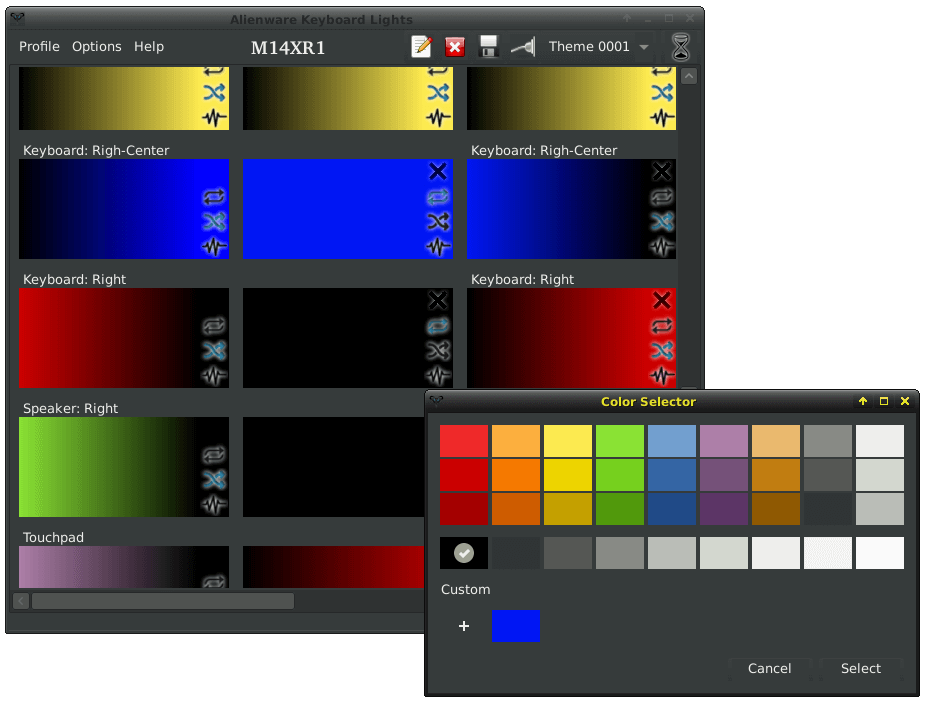 Alienware Keyboard Lights
Profile Options Help M14XR1 Theme 0001
Keyboard: Righ-Center Keyboard: Righ-Center
Keyboard: Right Keyboard: Right
Speaker: Right
Touchpad
Color Selector
Custom
+
Cancel Select